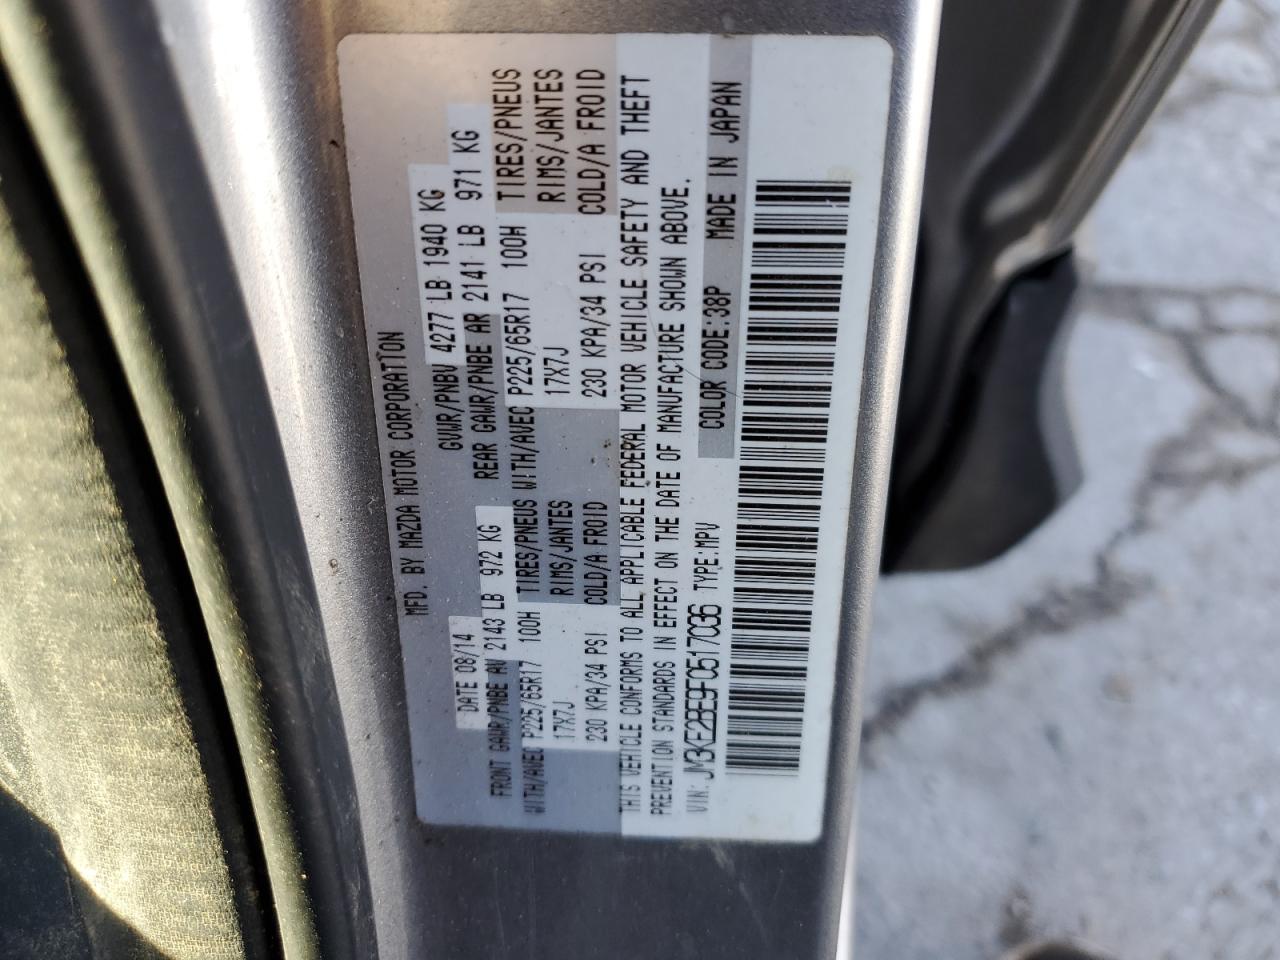 MFD. BY MAZDA MOTOR CORPORATION
DATE 08/14 GVWR/PNBV 4277 LB 1940 KG
FRONT GAWR/PNBE AV 2143 LB 972 KG REAR GAWR/PNBE AR 2141 LB 971 KG
WITH/AVEC P225/65R17 100H TIRES/PNEUS WITH/AVEC P225/65R17 100H TIRES/PNEUS
17X7J RIMS/JANTES 17X7J RIMS/JANTES
230 KPA/34 PSI COLD/A FROID 230 KPA/34 PSI COLD/A FROID
THIS VEHICLE CONFORMS TO ALL APPLICABLE FEDERAL MOTOR VEHICLE SAFETY AND THEFT
PREVENTION STANDARDS IN EFFECT ON THE DATE OF MANUFACTURE SHOWN ABOVE.
VIN: JM3KE2BE9F0517036 TYPE:MPV COLOR CODE:38P MADE IN JAPAN